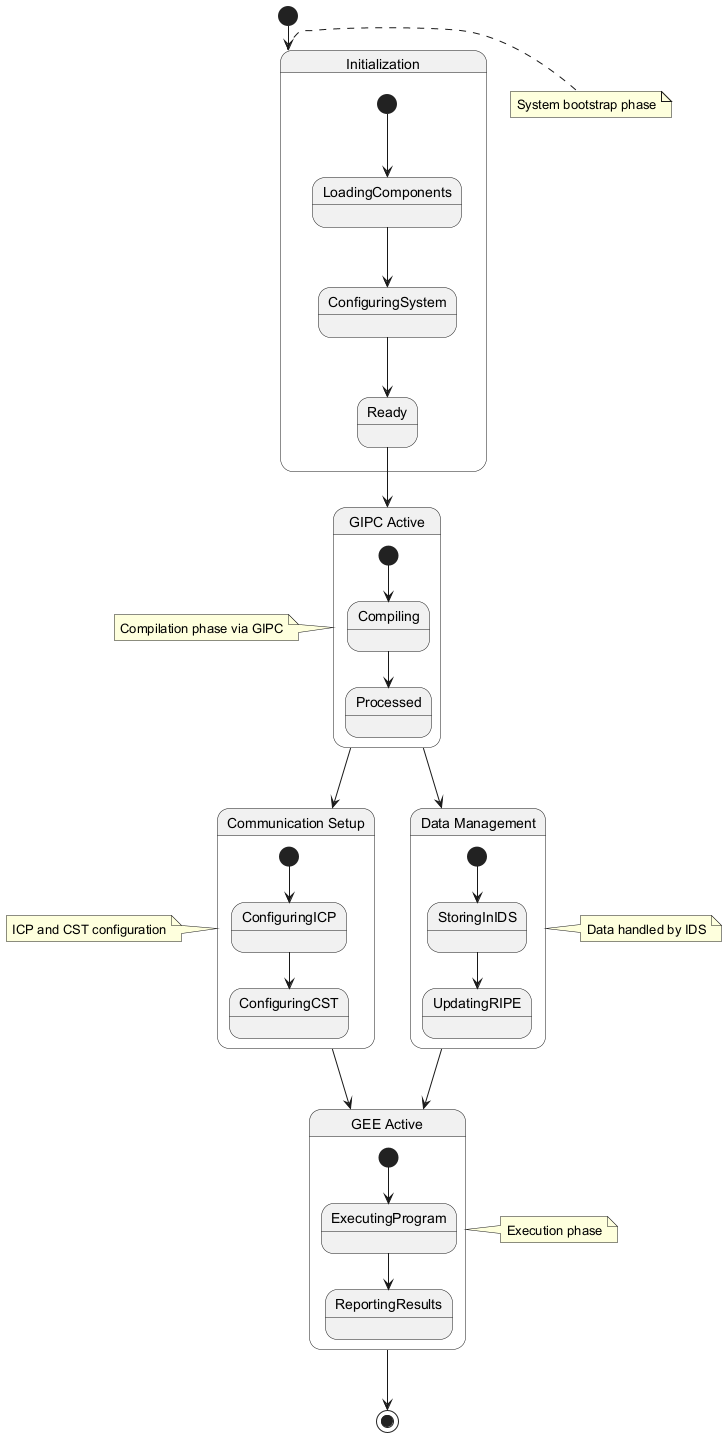 Initialization
System bootstrap phase
LoadingComponents
ConfiguringSystem
Ready
GIPC Active
Compiling
Compilation phase via GIPC
Processed
Communication Setup
Data Management
ConfiguringICP
StoringInIDS
ICP and CST configuration
Data handled by IDS
ConfiguringCST
UpdatingRIPE
GEE Active
ExecutingProgram
Execution phase
ReportingResults